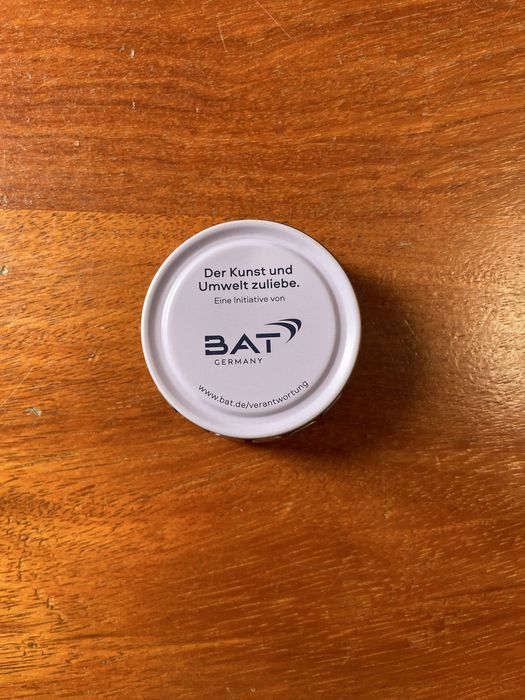 Der Kunst und
Umwelt zuliebe.
Eine Initiative von
BAT
GERMANY
www.bat.de/verantwortung